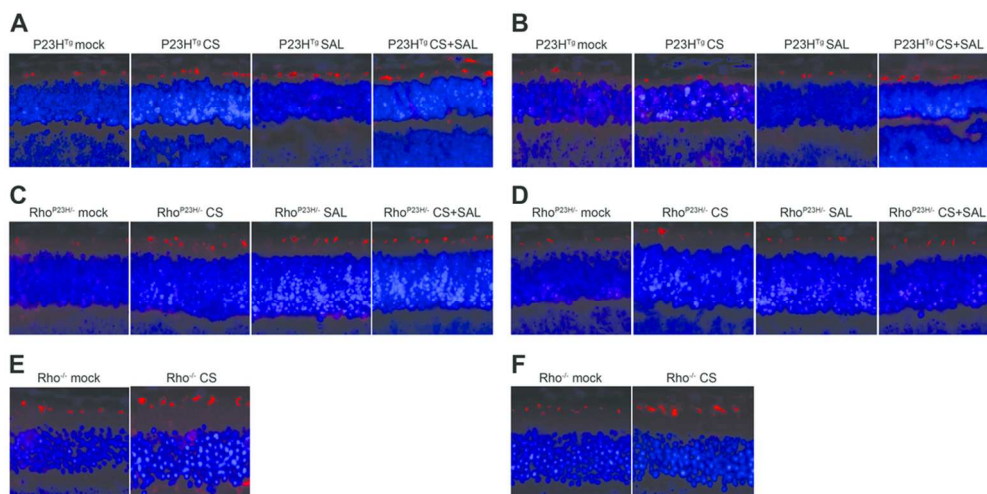 A
B
P23H^Tg mock P23H^Tg CS P23H^Tg SAL P23H^Tg CS+SAL
P23H^Tg mock P23H^Tg CS P23H^Tg SAL P23H^Tg CS+SAL
C
D
Rho^P23H/- mock Rho^P23H/- CS Rho^P23H/- SAL Rho^P23H/- CS+SAL
Rho^P23H/- mock Rho^P23H/- CS Rho^P23H/- SAL Rho^P23H/- CS+SAL
E
F
Rho^-/- mock Rho^-/- CS
Rho^-/- mock Rho^-/- CS